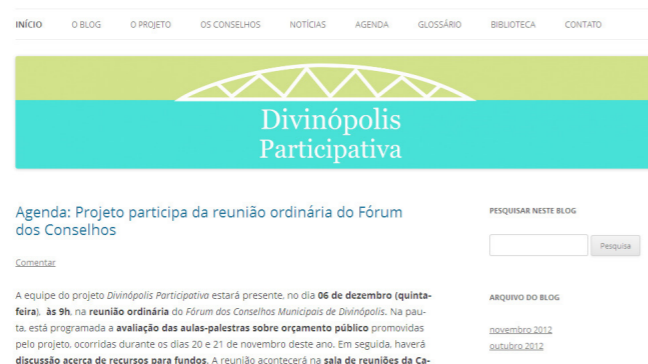 INÍCIO O BLOG O PROJETO OS CONSELHOS NOTÍCIAS AGENDA GLOSSÁRIO BIBLIOTECA CONTATO
Divinópolis
Participativa
Agenda: Projeto participa da reunião ordinária do Fórum
dos Conselhos
Comentar
A equipe do projeto Divinópolis Participativa estará presente, no dia 06 de dezembro (quinta-
feira), às 9h, na reunião ordinária do Fórum dos Conselhos Municipais de Divinópolis. Na pau-
ta, está programada a avaliação das aulas-palestras sobre orçamento público promovidas
pelo projeto, ocorridas durante os dias 20 e 21 de novembro deste ano. Em seguida, haverá
discussão acerca de recursos para fundos. A reunião acontecerá na sala de reuniões da Ca-
PESQUISAR NESTE BLOG
Pesquisa
ARQUIVO DO BLOG
novembro 2012
outubro 2012